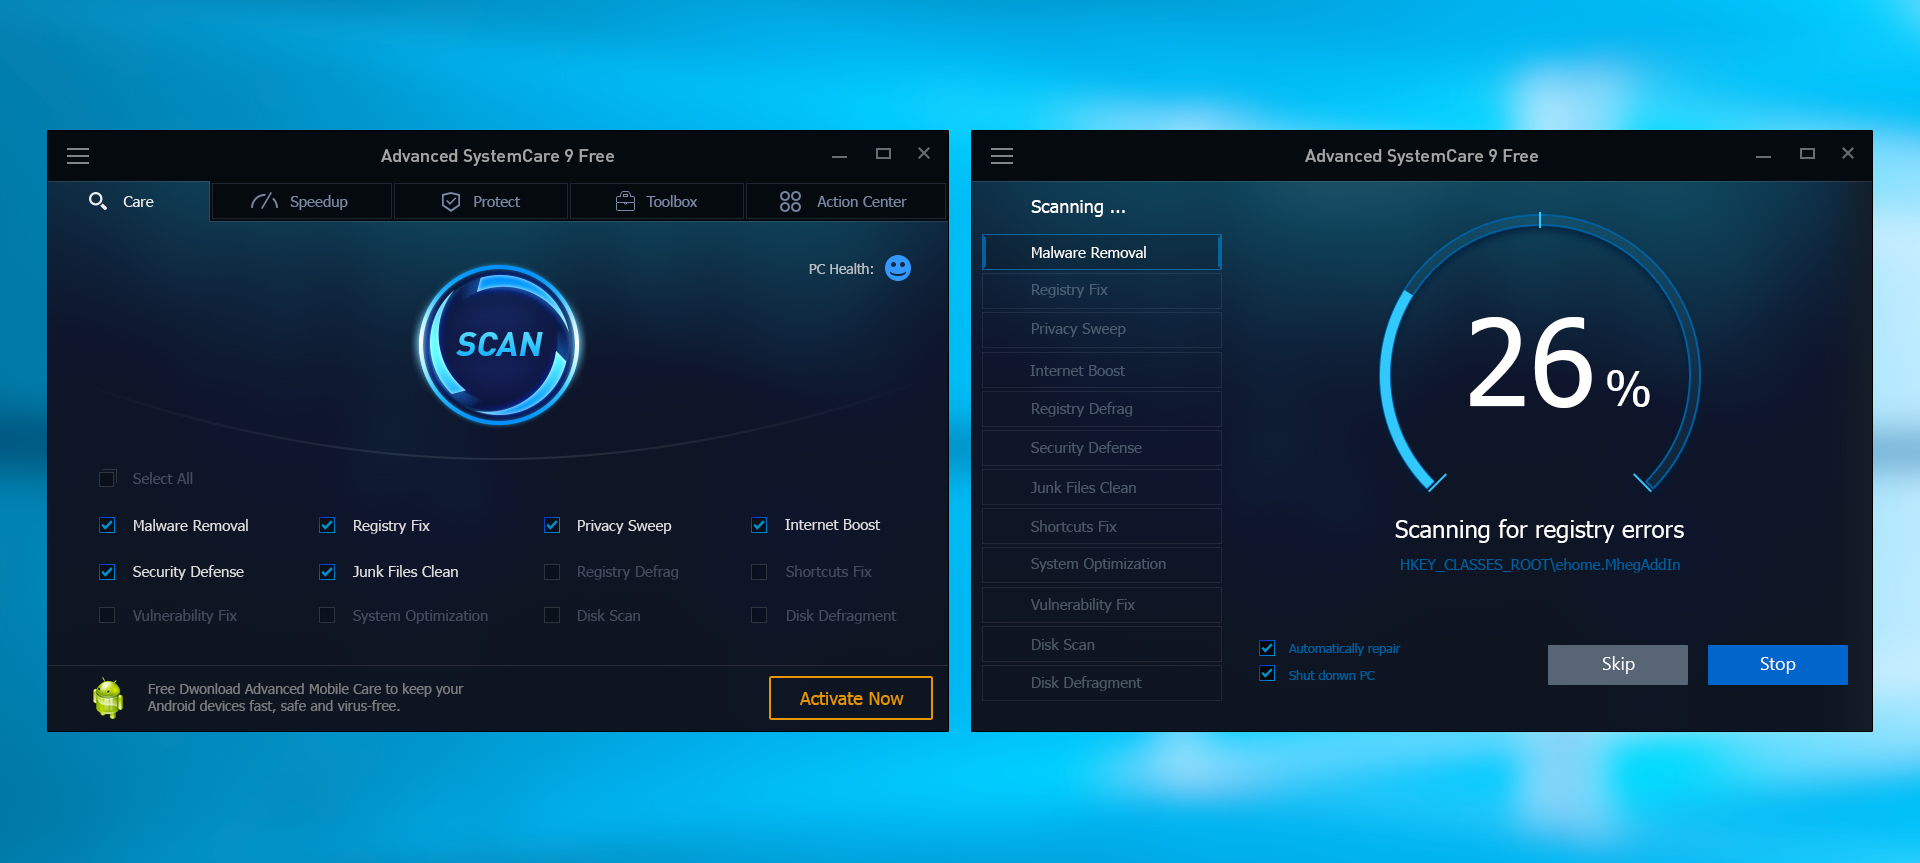 Advanced SystemCare 9 Free
Care
Speedup
Protect
Toolbox
Action Center
PC Health:
SCAN
Select All
Malware Removal
Registry Fix
Privacy Sweep
Internet Boost
Security Defense
Junk Files Clean
Registry Defrag
Shortcuts Fix
Vulnerability Fix
System Optimization
Disk Scan
Disk Defragment
Free Dwonload Advanced Mobile Care to keep your
Android devices fast, safe and virus-free.
Activate Now
Advanced SystemCare 9 Free
Scanning ...
Malware Removal
Registry Fix
Privacy Sweep
Internet Boost
Registry Defrag
Security Defense
Junk Files Clean
Shortcuts Fix
System Optimization
Vulnerability Fix
Disk Scan
Disk Defragment
26 %
Scanning for registry errors
HKEY_CLASSES_ROOT\ehome.MhegAddIn
Automatically repair
Shut donwn PC
Skip
Stop